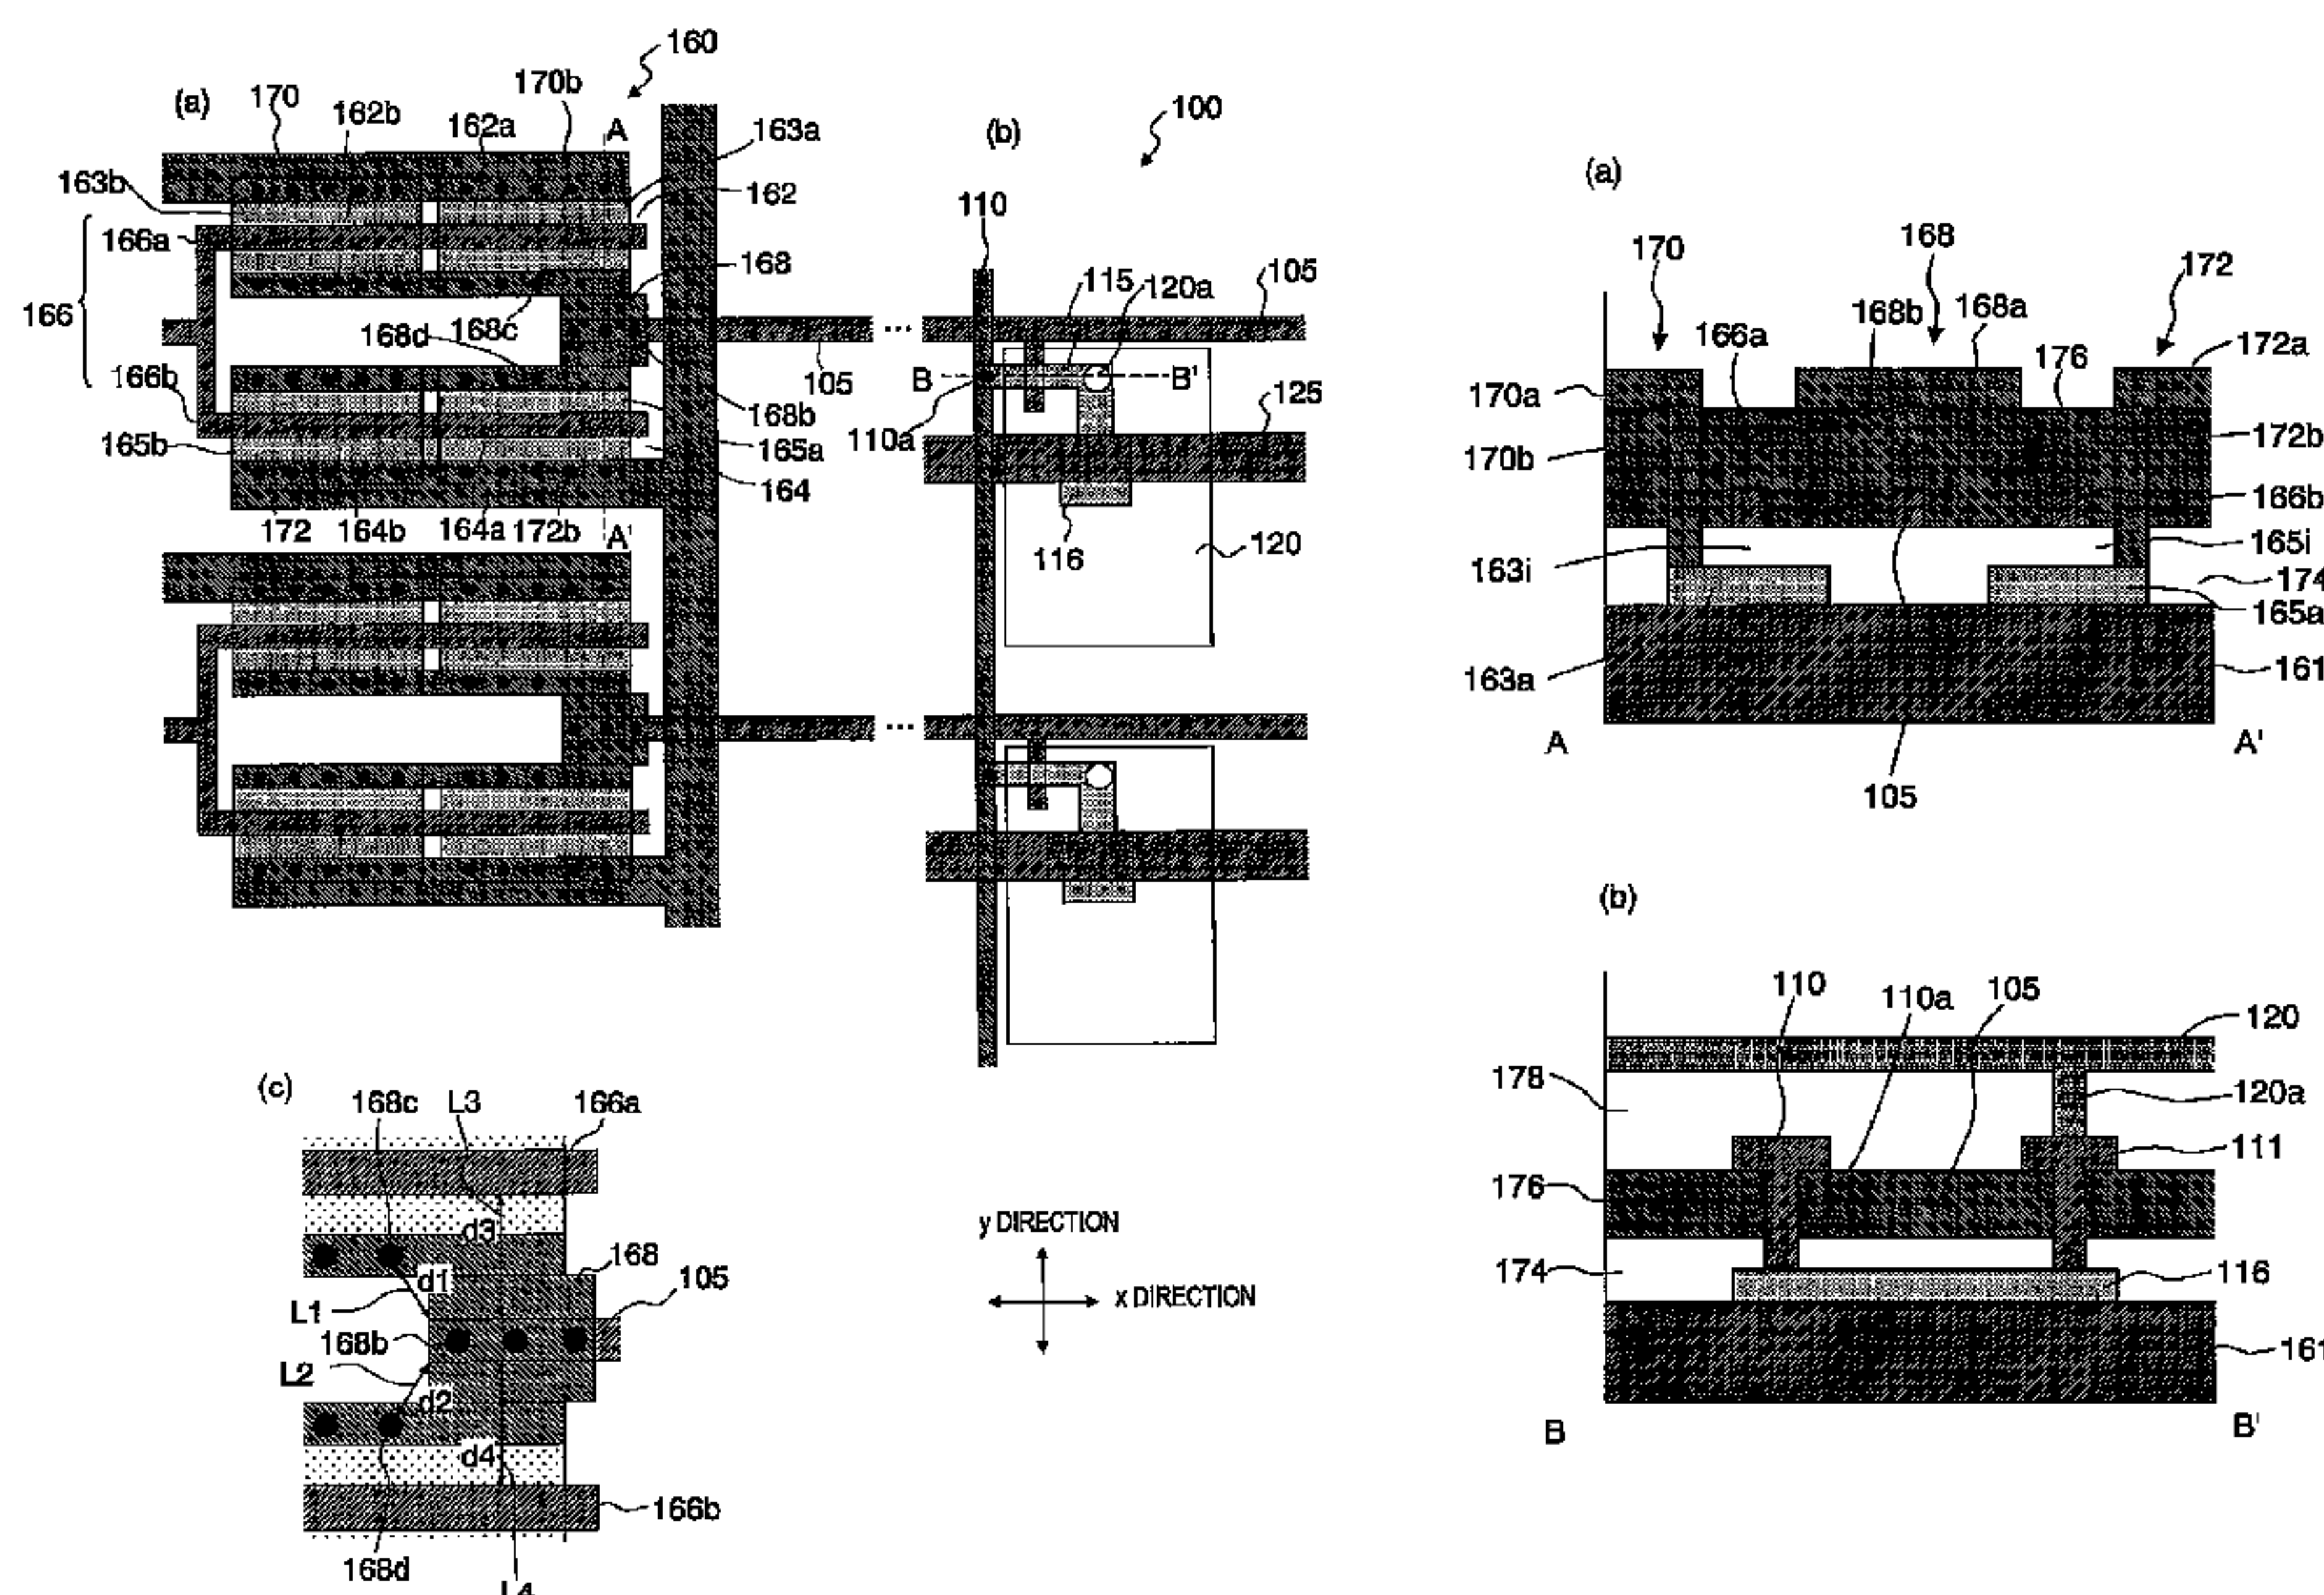 160
(a)
170
162b
170b
162a
A
163a
163b
162
166
166a
168
168d
168c
166b
105
168b
165b
165a
164
172
164b
164a
172b
A'
(b)
100
110
115
120a
105
...
B
B'
110a
125
116
120
...
(c)
168c
L3
166a
d3
168
d1
105
L1
168b
L2
d2
d4
166b
168d
L4
y DIRECTION
x DIRECTION
(a)
170
168
172
168b
168a
166a
176
172a
170a
172b
170b
166b
163i
165i
174
165a
163a
161
A
A'
105
(b)
110
110a
105
120
178
120a
111
176
174
116
161
B
B'